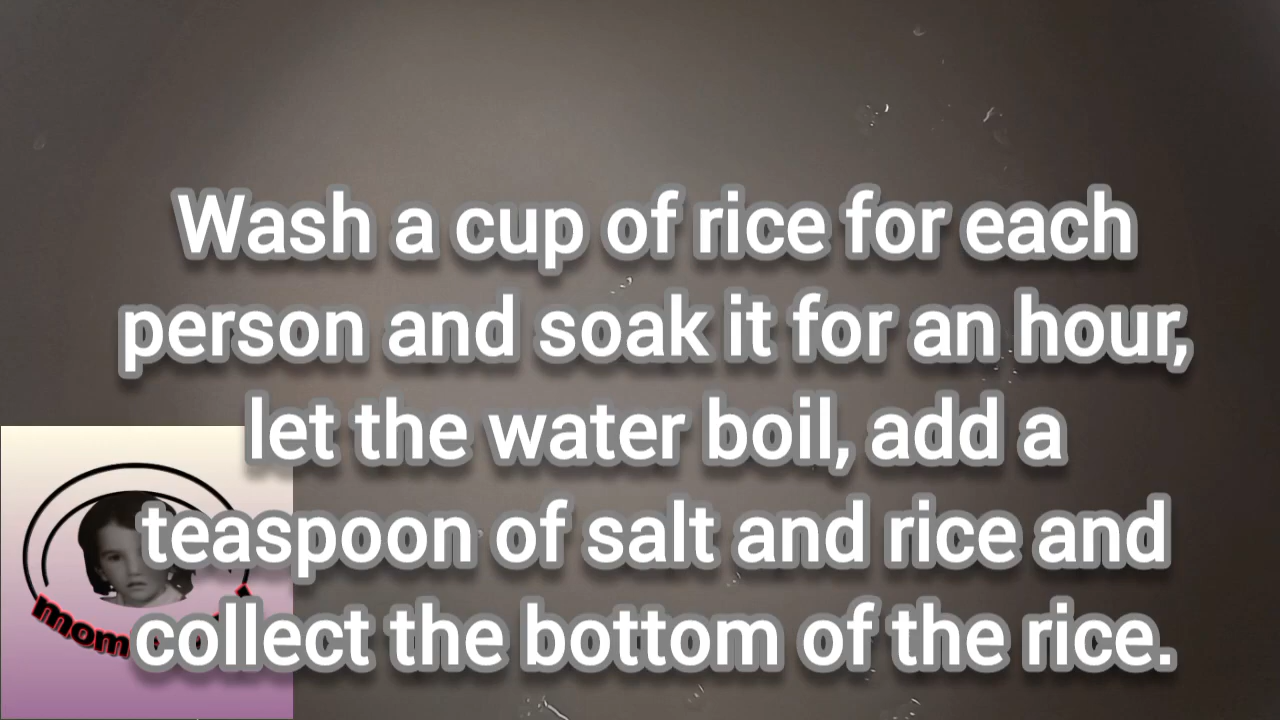 Wash a cup of rice for each
person and soak it for an hour,
let the water boil, add a
teaspoon of salt and rice and
collect the bottom of the rice.